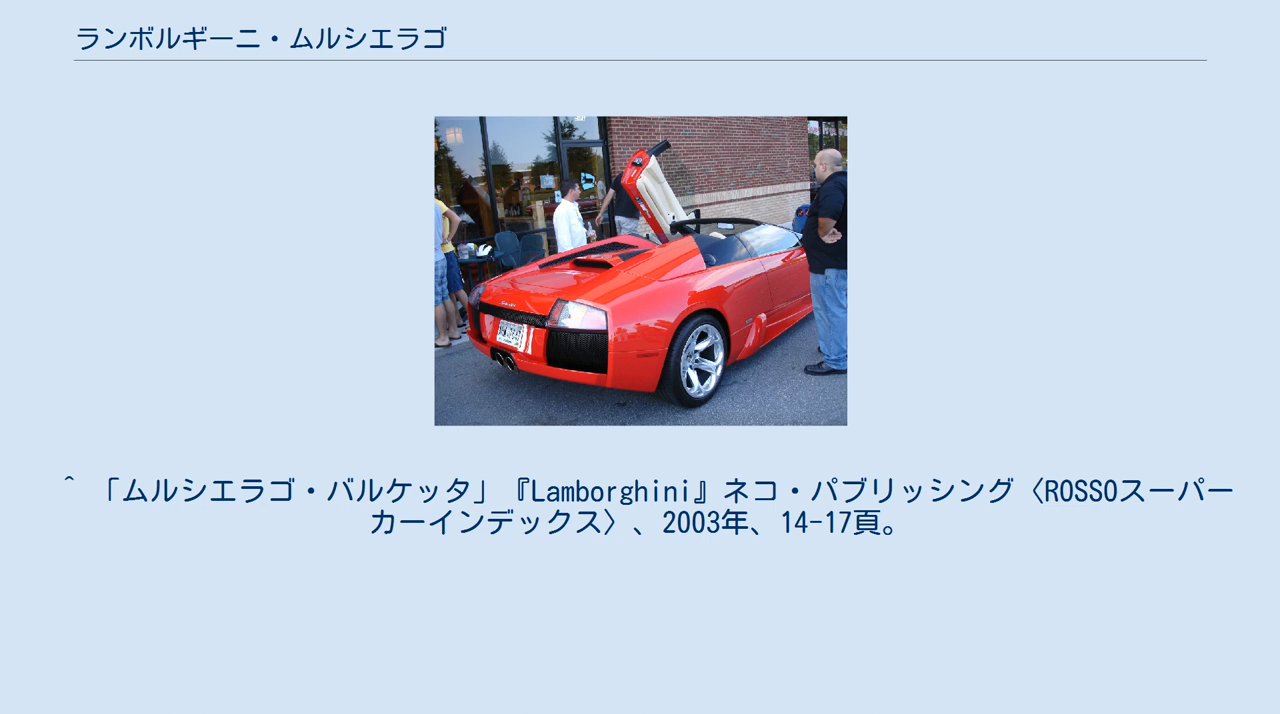 ランボルギーニ・ムルシエラゴ
^ 「ムルシエラゴ・バルケッタ」『Lamborghini』ネコ・パブリッシング〈ROSSOスーパー
カーインデックス〉、2003年、14-17頁。